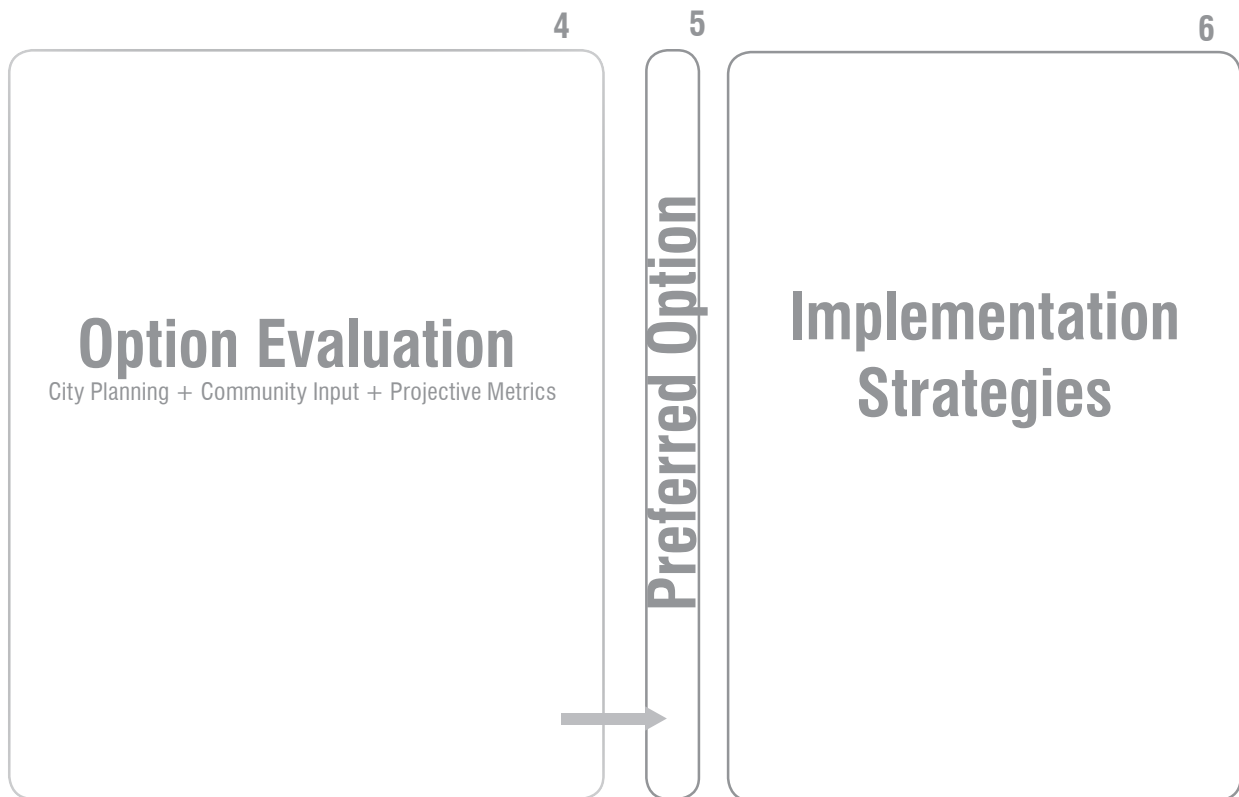 4
Option Evaluation
City Planning + Community Input + Projective Metrics
5
Preferred Option
6
Implementation
Strategies